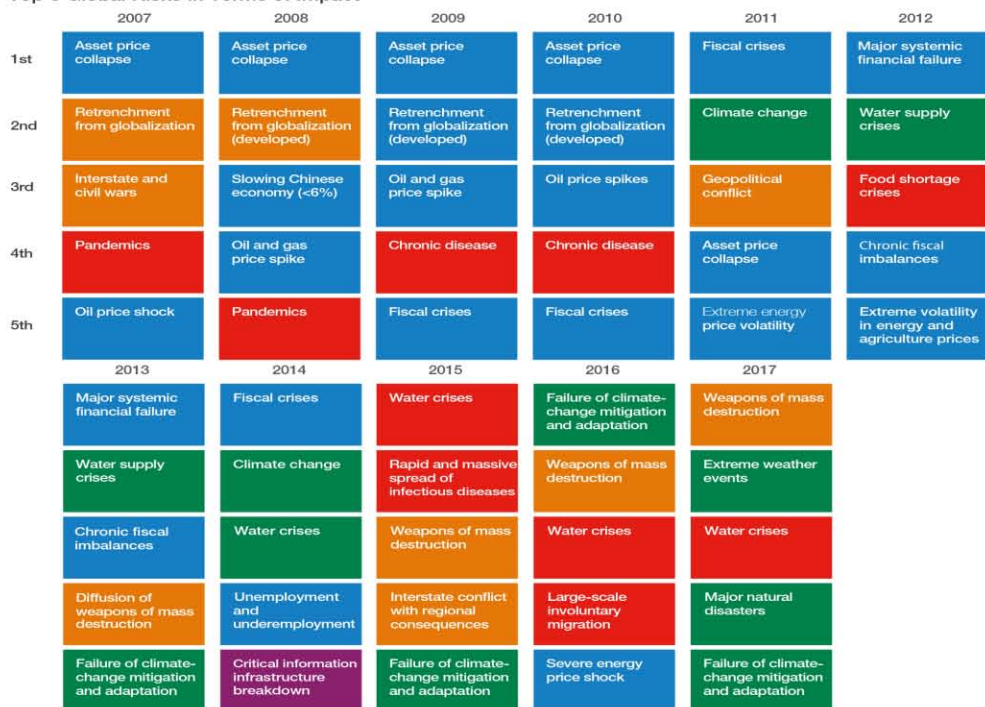 Top 5 Global Risks in Terms of Impact
2007
2008
2009
2010
2011
2012
1st
Asset price
collapse
Asset price
collapse
Asset price
collapse
Asset price
collapse
Fiscal crises
Major systemic
financial failure
2nd
Retrenchment
from globalization
Retrenchment
from globalization
(developed)
Retrenchment
from globalization
(developed)
Retrenchment
from globalization
(developed)
Climate change
Water supply
crises
3rd
Interstate and
civil wars
Slowing Chinese
economy (<6%)
Oil and gas
price spike
Oil price spikes
Geopolitical
conflict
Food shortage
crises
4th
Pandemics
Oil and gas
price spike
Chronic disease
Chronic disease
Asset price
collapse
Chronic fiscal
imbalances
5th
Oil price shock
Pandemics
Fiscal crises
Fiscal crises
Extreme energy
price volatility
Extreme volatility
in energy and
agriculture prices
2013
2014
2015
2016
2017
Major systemic
financial failure
Fiscal crises
Water crises
Failure of climate-
change mitigation
and adaptation
Weapons of mass
destruction
Water supply
crises
Climate change
Rapid and massive
spread of
infectious diseases
Weapons of mass
destruction
Extreme weather
events
Chronic fiscal
imbalances
Water crises
Weapons of mass
destruction
Water crises
Water crises
Diffusion of
weapons of mass
destruction
Unemployment
and
underemployment
Interstate conflict
with regional
consequences
Large-scale
involuntary
migration
Major natural
disasters
Failure of climate-
change mitigation
and adaptation
Critical information
infrastructure
breakdown
Failure of climate-
change mitigation
and adaptation
Severe energy
price shock
Failure of climate-
change mitigation
and adaptation